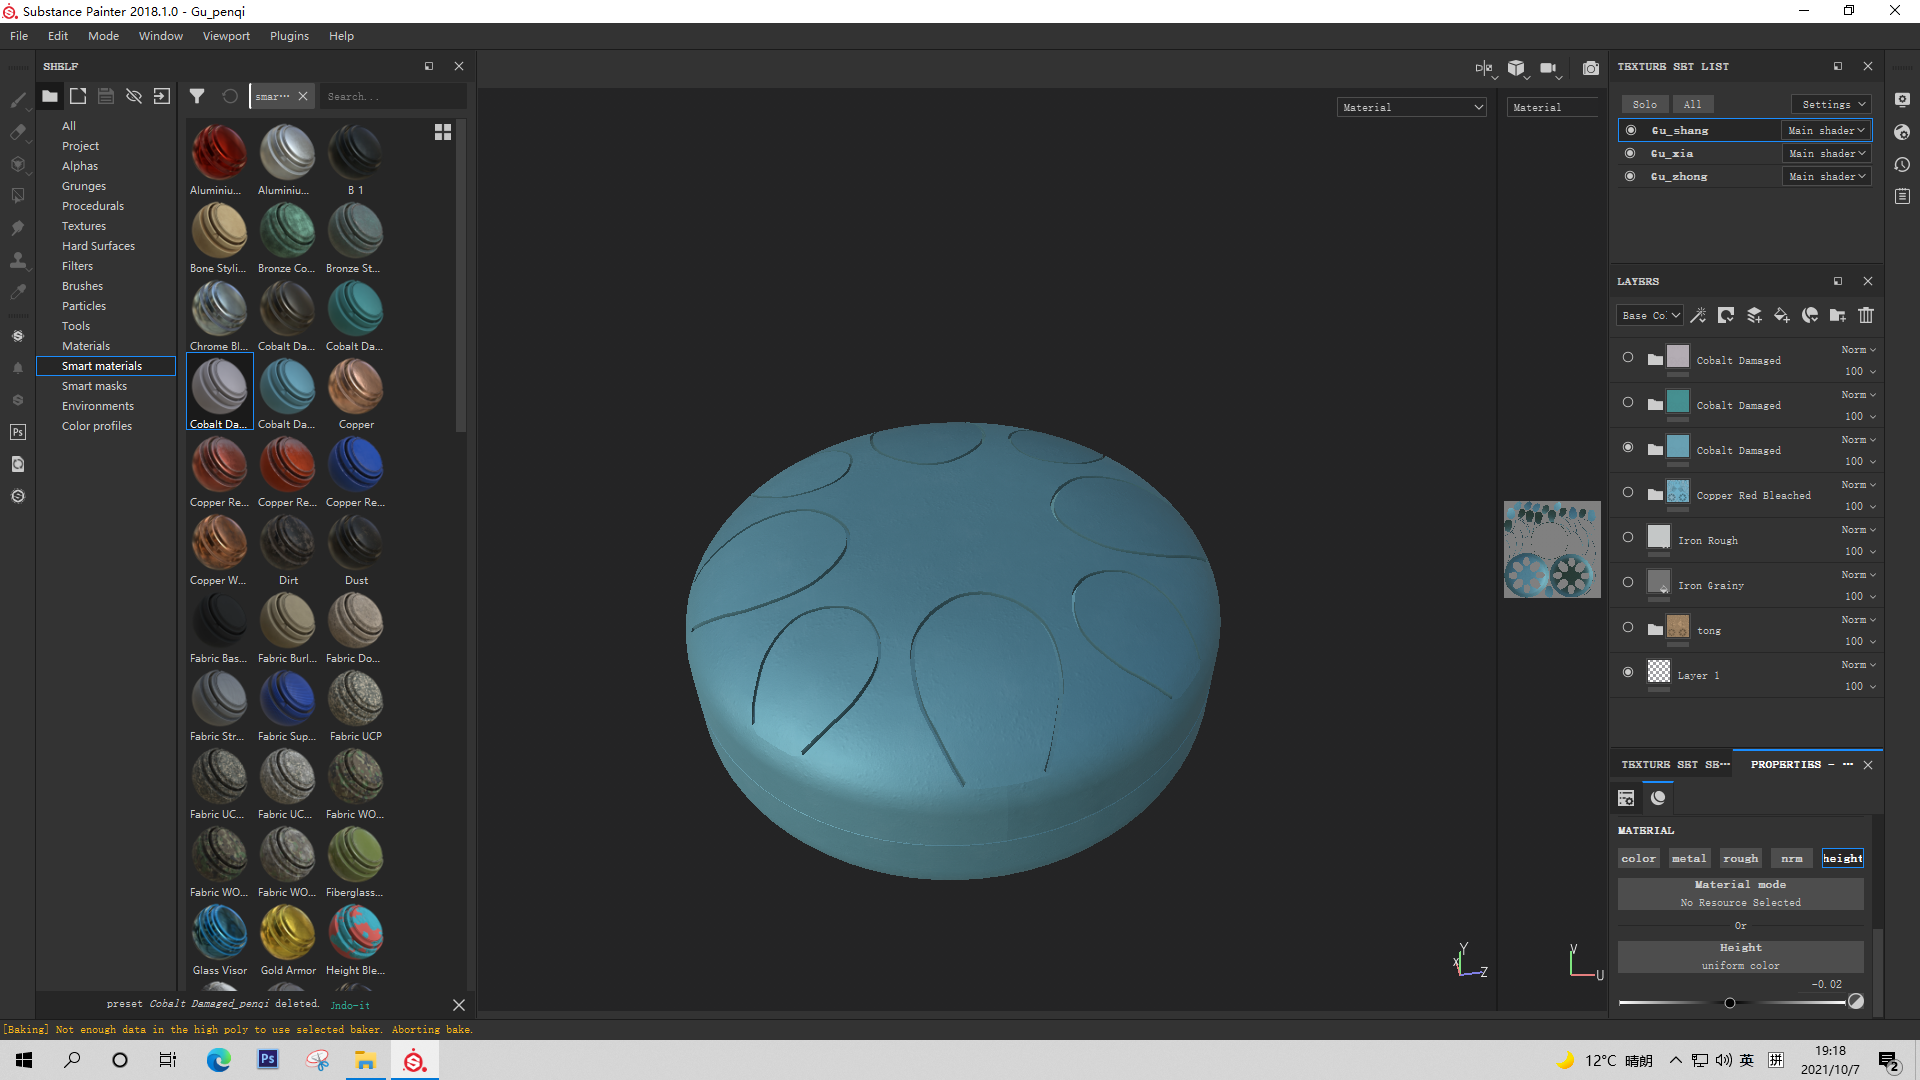 Substance Painter 2018.1.0 - Gu_penqi
File Edit Mode Window Viewport Plugins Help
SHELF
smar··· Search...
All
Project
Alphas
Grunges
Procedurals
Textures
Hard Surfaces
Filters
Brushes
Particles
Tools
Materials
Smart materials
Smart masks
Environments
Color profiles
Aluminiu... Aluminiu... B 1
Bone Styli... Bronze Co... Bronze St...
Chrome Bl... Cobalt Da... Cobalt Da...
Cobalt Da... Cobalt Da... Copper
Copper Re... Copper Re... Copper Re...
Copper W... Dirt Dust
Fabric Bas... Fabric Burl... Fabric Do...
Fabric Str... Fabric Sup... Fabric UCP
Fabric UC... Fabric UC... Fabric WO...
Fabric WO... Fabric WO... Fiberglass...
Glass Visor Gold Armor Height Ble...
preset Cobalt Damaged_penqi deleted. Jndo-it
[Baking] Not enough data in the high poly to use selected baker. Aborting bake.
Material
Material
Y
X
Z
V
U
TEXTURE SET LIST
Solo All Settings
Gu_shang Main shader
Gu_xia Main shader
Gu_zhong Main shader
LAYERS
Base Co
Cobalt Damaged Norm 100
Cobalt Damaged Norm 100
Cobalt Damaged Norm 100
Copper Red Bleached Norm 100
Iron Rough Norm 100
Iron Grainy Norm 100
tong Norm 100
Layer 1 Norm 100
TEXTURE SET SE··· PROPERTIES - ···
MATERIAL
color metal rough nrm height
Material mode
No Resource Selected
Or
Height
uniform color
-0.02
Ps
Ps
12°C 晴朗
英
拼
19:18
2021/10/7
2